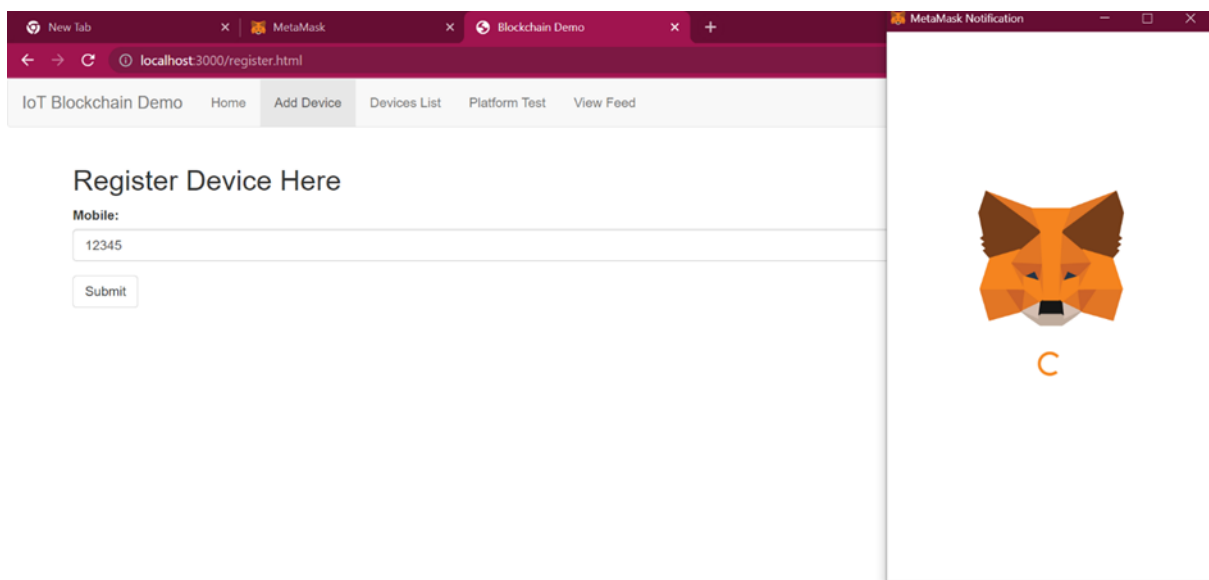 New Tab
MetaMask
Blockchain Demo
MetaMask Notification
localhost:3000/register.html
IoT Blockchain Demo Home Add Device Devices List Platform Test View Feed
Register Device Here
Mobile:
12345
Submit